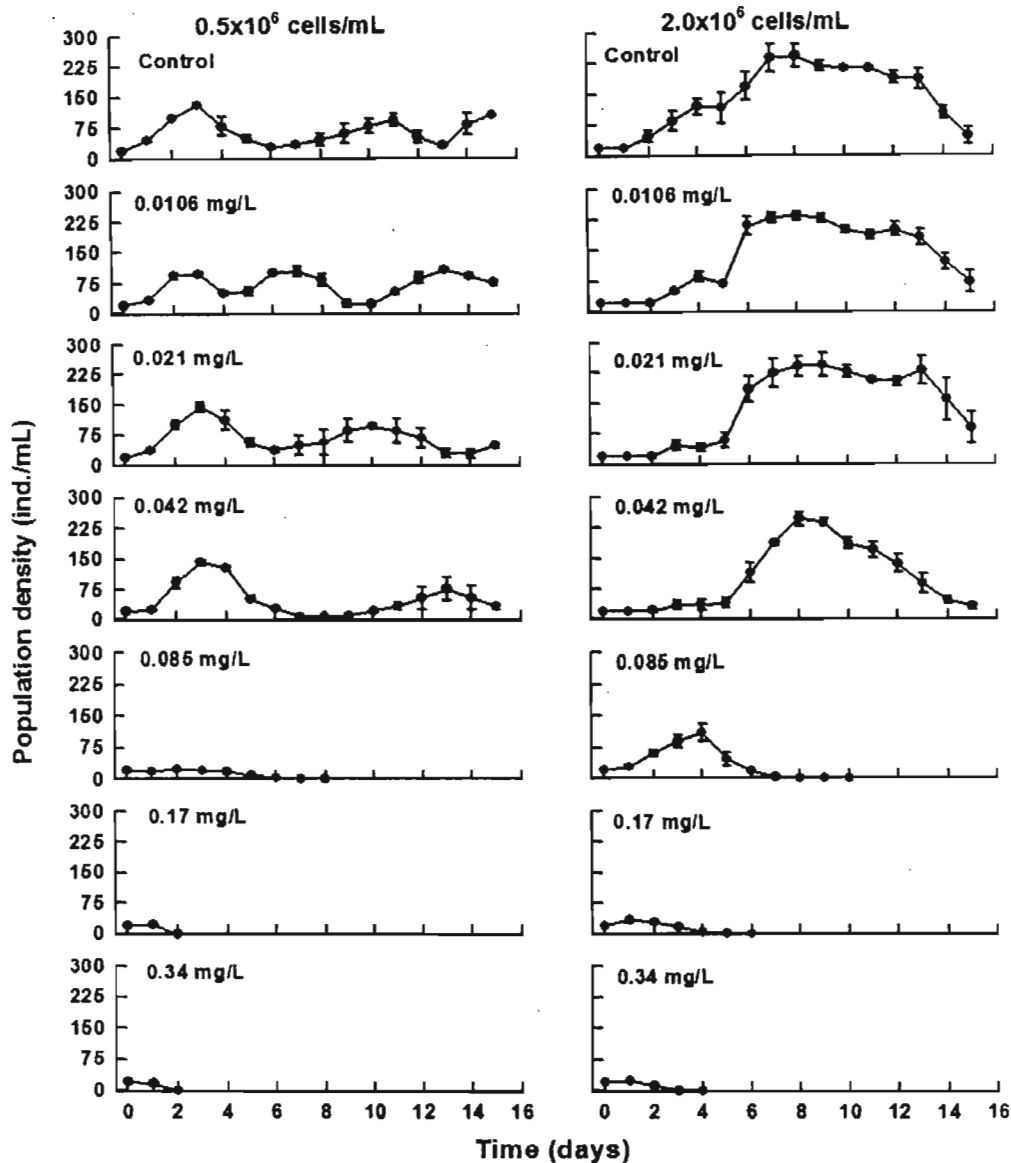 0.5x10⁶ cells/mL
2.0x10⁶ cells/mL
Population density (ind./mL)
Control
300
225
150
75
0
Control
0.0106 mg/L
300
225
150
75
0
0.0106 mg/L
0.021 mg/L
300
225
150
75
0
0.021 mg/L
0.042 mg/L
300
225
150
75
0
0.042 mg/L
0.085 mg/L
300
225
150
75
0
0.085 mg/L
0.17 mg/L
300
225
150
75
0
0.17 mg/L
0.34 mg/L
300
225
150
75
0
0.34 mg/L
0 2 4 6 8 10 12 14 16
0 2 4 6 8 10 12 14 16
Time (days)